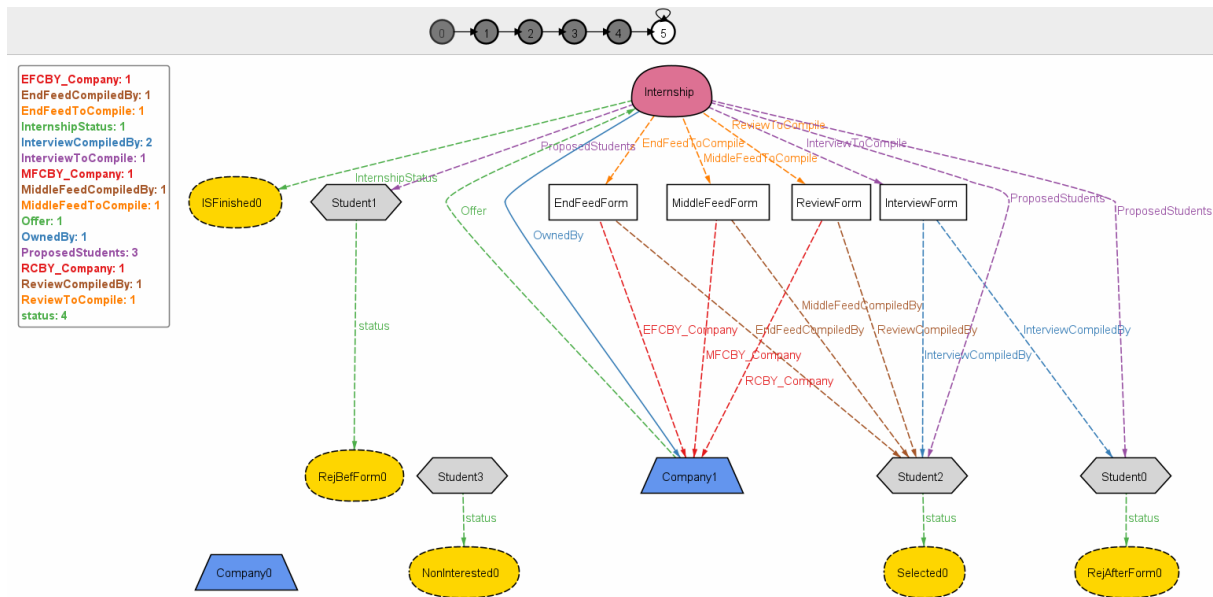 0 1 2 3 4 5
EFCBY_Company: 1
EndFeedCompiledBy: 1
EndFeedToCompile: 1
InternshipStatus: 1
InterviewCompiledBy: 2
InterviewToCompile: 1
MFCBY_Company: 1
MiddleFeedCompiledBy: 1
MiddleFeedToCompile: 1
Offer: 1
OwnedBy: 1
ProposedStudents: 3
RCBY_Company: 1
ReviewCompiledBy: 1
ReviewToCompile: 1
status: 4
Internship
ReviewToCompile
ProposedStudents EndFeedToCompile InterviewToCompile
MiddleFeedToCompile
InternshipStatus
ISFinished0 Student1 EndFeedForm MiddleFeedForm ReviewForm InterviewForm
ProposedStudents
Offer ProposedStudents
OwnedBy
MiddleFeedCompiledBy
status EFCBY_Company EndFeedCompiledBy ReviewCompiledBy InterviewCompiledBy
MFCBY_Company InterviewCompiledBy
RCBY_Company
RejBefForm0 Student3 Company1 Student2 Student0
status status status
Company0 NonInterested0 Selected0 RejAfterForm0